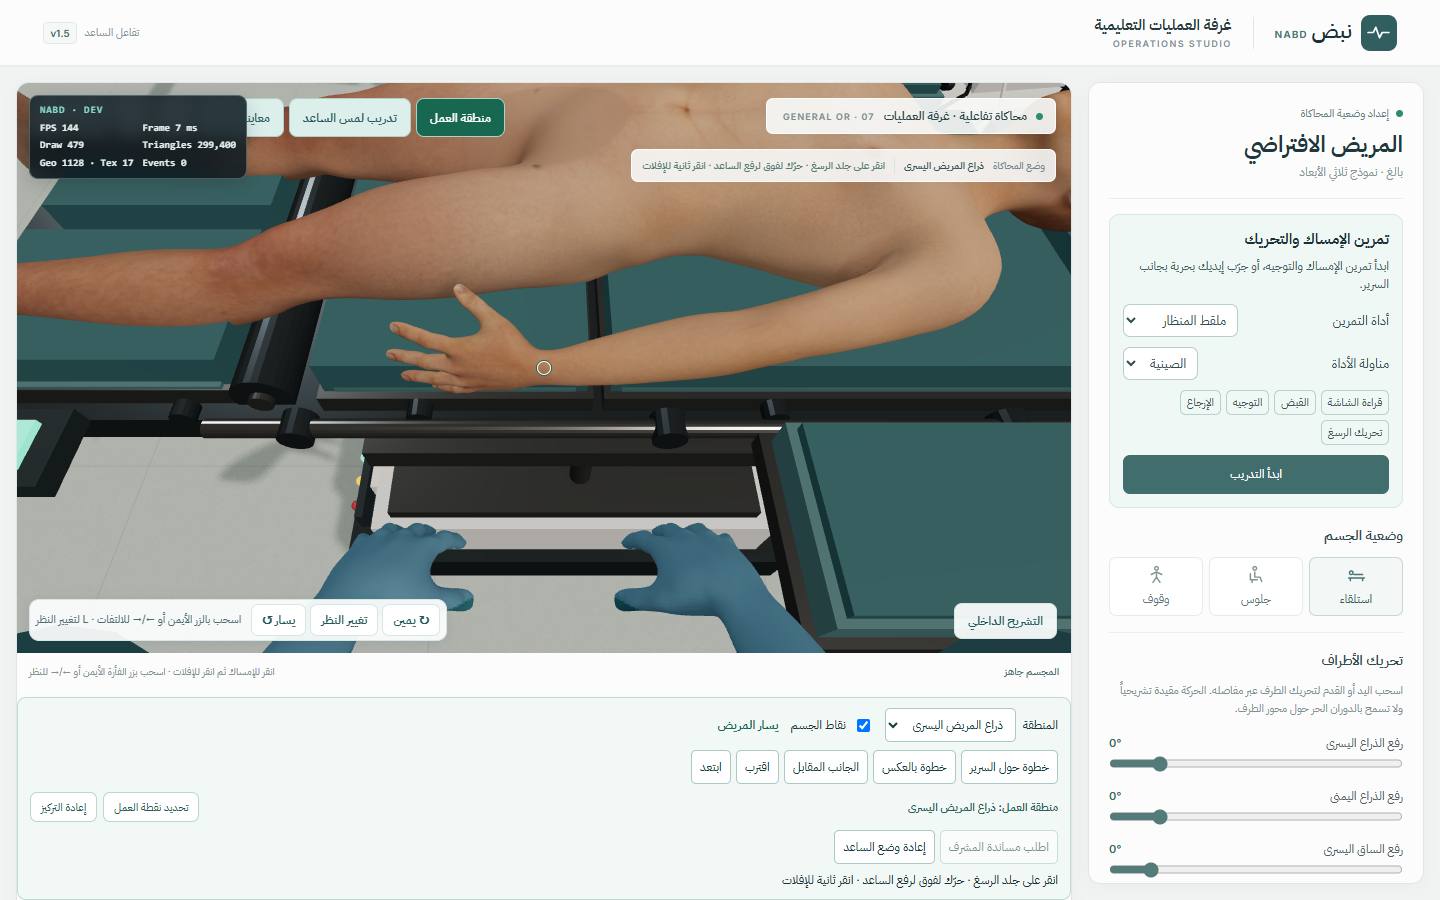 نبض NABD
غرفة العمليات التعليمية
OPERATIONS STUDIO
تفاعل الساعد v1.5
إعداد وضعية المحاكاة
المريض الافتراضي
بالغ · نموذج ثلاثي الأبعاد
تمرين الإمساك والتحريك
ابدأ تمرين الإمساك والتوجيه، أو جرّب إيديك بحرية بجانب
السرير.
أداة التمرين ملقط المنظار
مناولة الأداة الصينية
قراءة الشاشة القبض التوجيه الإرجاع
تحريك الرسغ
ابدأ التدريب
وضعية الجسم
استلقاء جلوس وقوف
تحريك الأطراف
اسحب اليد أو القدم لتحريك الطرف عبر مفاصله. الحركة مقيدة تشريحياً
ولا تسمح بالدوران الحر حول محور الطرف.
رفع الذراع اليسرى 0°
رفع الذراع اليمنى 0°
رفع الساق اليسرى 0°
محاكاة تفاعلية · غرفة العمليات GENERAL OR · 07
وضع المحاكاة ذراع المريض اليسرى انقر على جلد الرسغ · حرّك لفوق لرفع الساعد · انقر ثانية للإفلات
منطقة العمل تدريب لمس الساعد
NABD · DEV
FPS 144 Frame 7 ms
Draw 479 Triangles 299,400
Geo 1128 · Tex 17 Events 0
التشريح الداخلي
↻ يمين تغيير النظر يسار ↺ اسحب بالزر الأيمن أو ←/→ للالتفات · L لتغيير النظر
المجسم جاهز
انقر للإمساك ثم انقر للإفلات · اسحب بزر الفأرة الأيمن أو ←/→ للنظر
المنطقة ذراع المريض اليسرى نقاط الجسم يسار المريض
خطوة حول السرير خطوة بالعكس الجانب المقابل اقترب ابتعد
منطقة العمل: ذراع المريض اليسرى تحديد نقطة العمل إعادة التركيز
اطلب مساندة المشرف إعادة وضع الساعد
انقر على جلد الرسغ · حرّك لفوق لرفع الساعد · انقر ثانية للإفلات